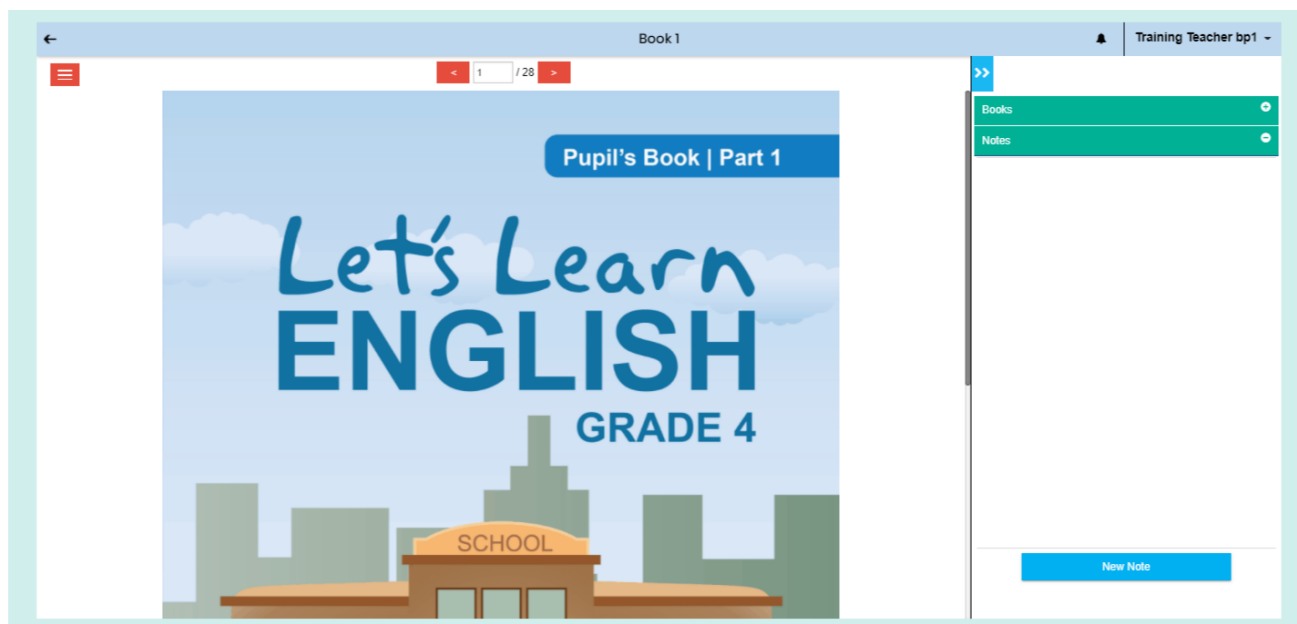 Book 1
Training Teacher bp1
< 1 / 28 >
>>
Books
Notes
Pupil's Book | Part 1
Let's Learn
ENGLISH
GRADE 4
SCHOOL
New Note